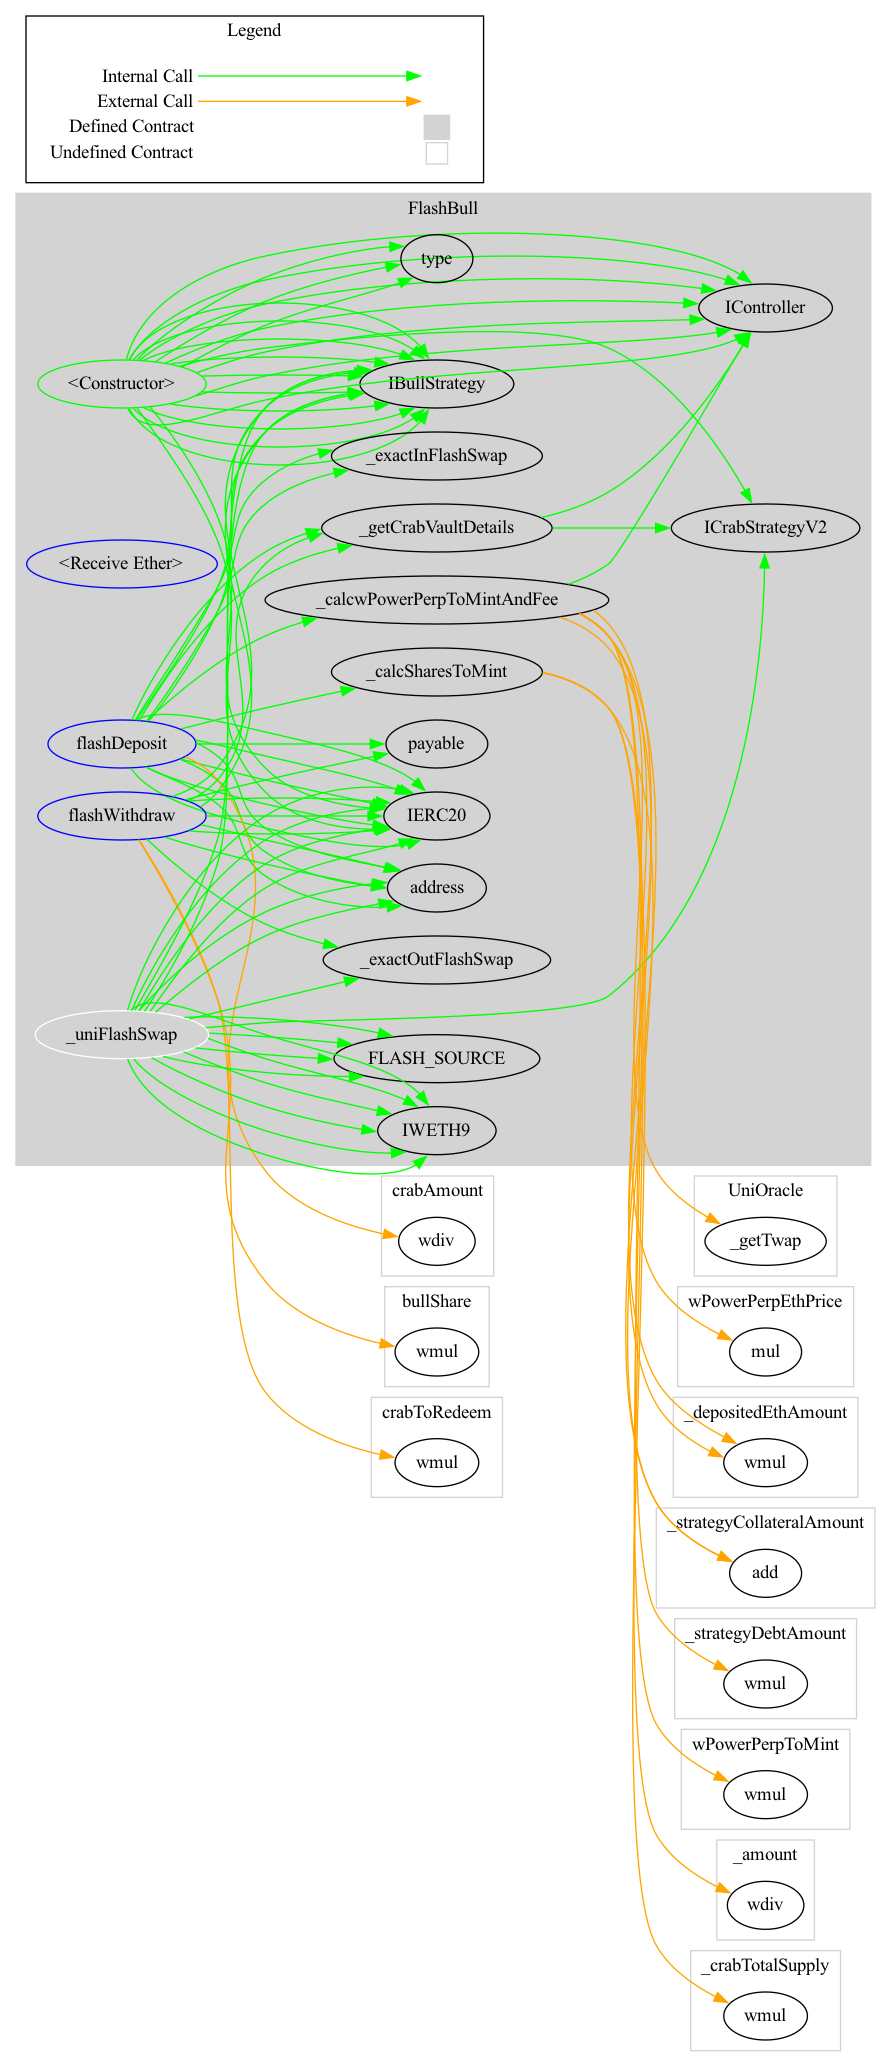 Legend
Internal Call
External Call
Defined Contract
Undefined Contract
FlashBull
type
IController
<Constructor>
IBullStrategy
_exactInFlashSwap
_getCrabVaultDetails
ICrabStrategyV2
<Receive Ether>
_calcwPowerPerpToMintAndFee
_calcSharesToMint
flashDeposit
payable
flashWithdraw
IERC20
address
_exactOutFlashSwap
_uniFlashSwap
FLASH_SOURCE
IWETH9
crabAmount
wdiv
UniOracle
_getTwap
bullShare
wmul
wPowerPerpEthPrice
mul
crabToRedeem
wmul
_depositedEthAmount
wmul
_strategyCollateralAmount
add
_strategyDebtAmount
wmul
wPowerPerpToMint
wmul
_amount
wdiv
_crabTotalSupply
wmul